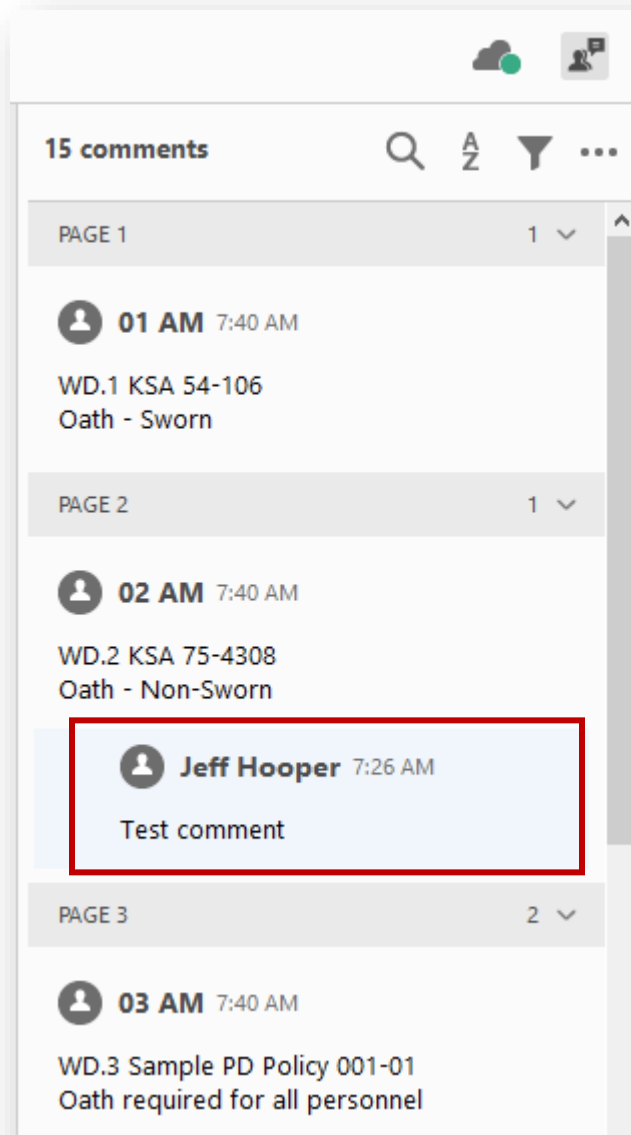 15 comments
A
Z
PAGE 1 1
01 AM 7:40 AM
WD.1 KSA 54-106
Oath - Sworn
PAGE 2 1
02 AM 7:40 AM
WD.2 KSA 75-4308
Oath - Non-Sworn
Jeff Hooper 7:26 AM
Test comment
PAGE 3 2
03 AM 7:40 AM
WD.3 Sample PD Policy 001-01
Oath required for all personnel